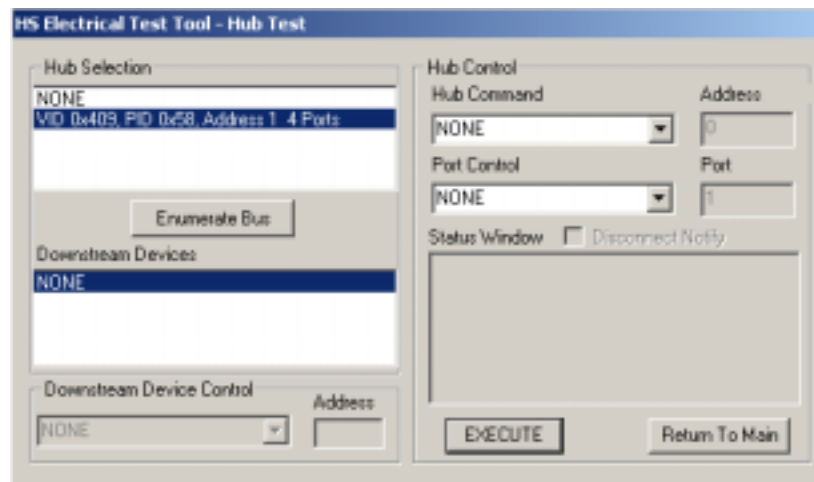 HS Electrical Test Tool - Hub Test
Hub Selection
NONE
VID 0x409, PID 0x58, Address 1 4 Ports
Enumerate Bus
Downstream Devices
NONE
Downstream Device Control
Address
NONE
Hub Control
Hub Command
Address
NONE
0
Port Control
Port
NONE
1
Status Window
Disconnect Notify
EXECUTE
Return To Main